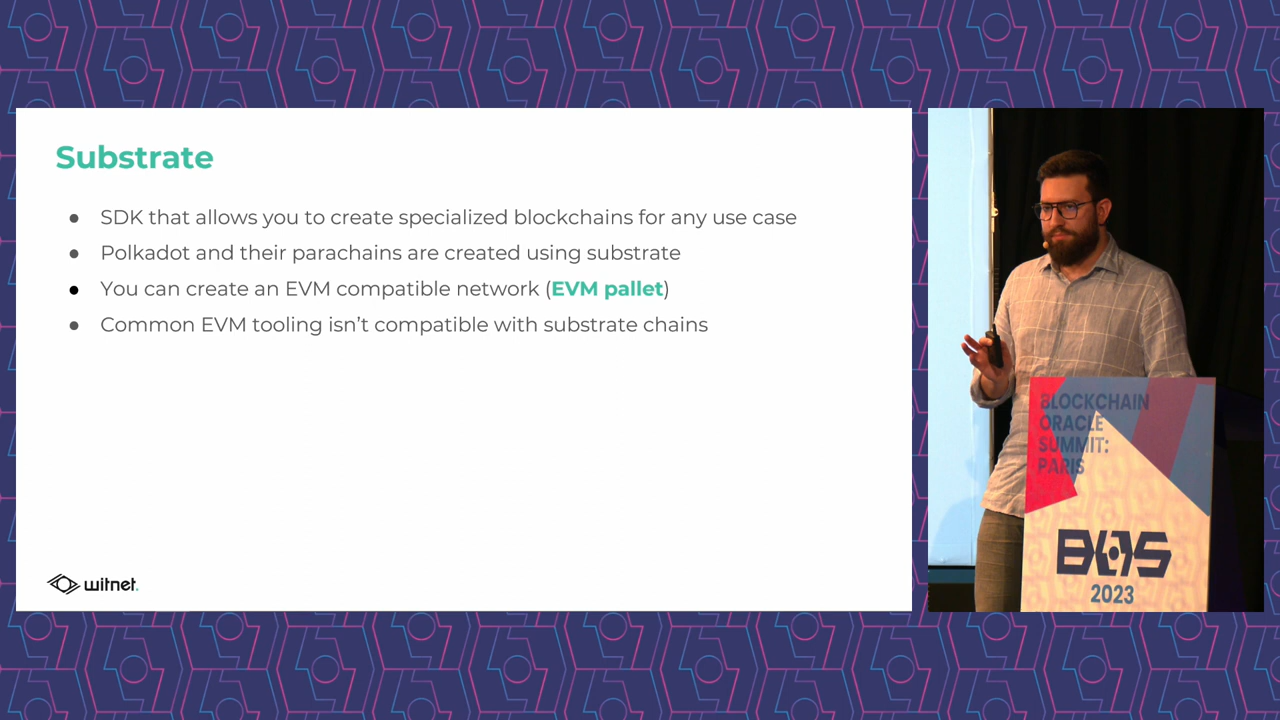 Substrate
● SDK that allows you to create specialized blockchains for any use case
● Polkadot and their parachains are created using substrate
● You can create an EVM compatible network (EVM pallet)
● Common EVM tooling isn’t compatible with substrate chains
witnet.
BLOCKCHAIN
ORACLE
SUMMIT:
PARIS
BOS
2023